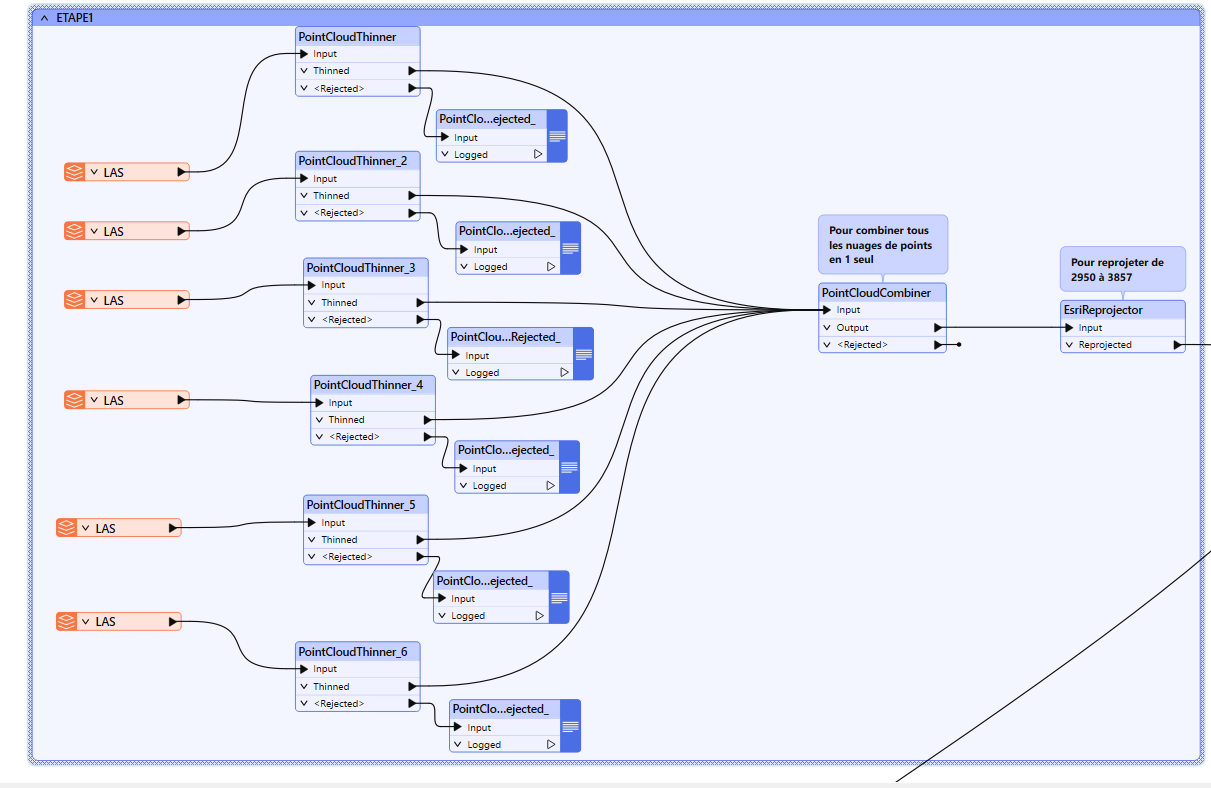 ETAPE1
PointCloudThinner
Input
Thinned
<Rejected>
PointClo...ejected_
Input
Logged
LAS
PointCloudThinner_2
Input
Thinned
<Rejected>
LAS
PointClo...ejected_
Input
Logged
PointCloudThinner_3
Input
Thinned
<Rejected>
LAS
PointClou...Rejected_
Input
Logged
PointCloudThinner_4
Input
Thinned
<Rejected>
LAS
PointClo...ejected_
Input
Logged
PointCloudThinner_5
Input
Thinned
<Rejected>
LAS
PointClo...ejected_
Input
Logged
LAS
PointCloudThinner_6
Input
Thinned
<Rejected>
PointClo...ejected_
Input
Logged
Pour combiner tous
les nuages de points
en 1 seul
PointCloudCombiner
Input
Output
<Rejected>
Pour reprojeter de
2950 à 3857
EsriReprojector
Input
Reprojected